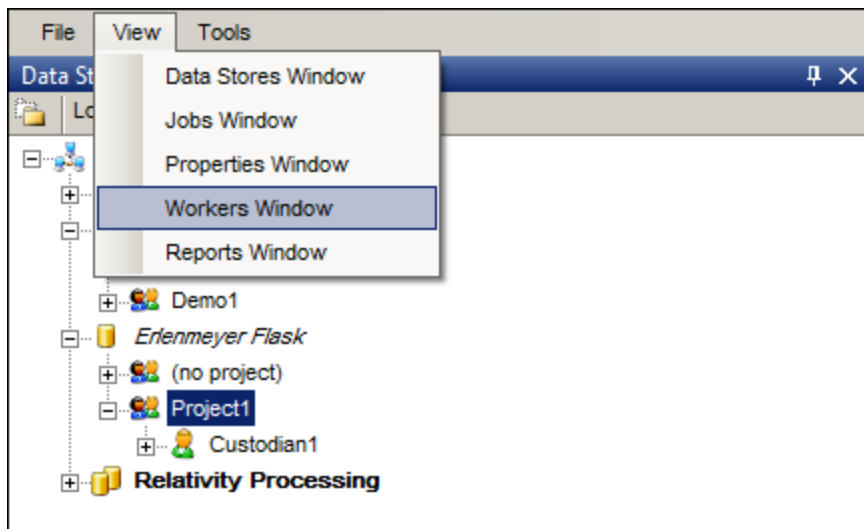 File View Tools
Data St
Data Stores Window
Lo
Jobs Window
Properties Window
Workers Window
Reports Window
Demo1
Erlenmeyer Flask
(no project)
Project1
Custodian1
Relativity Processing